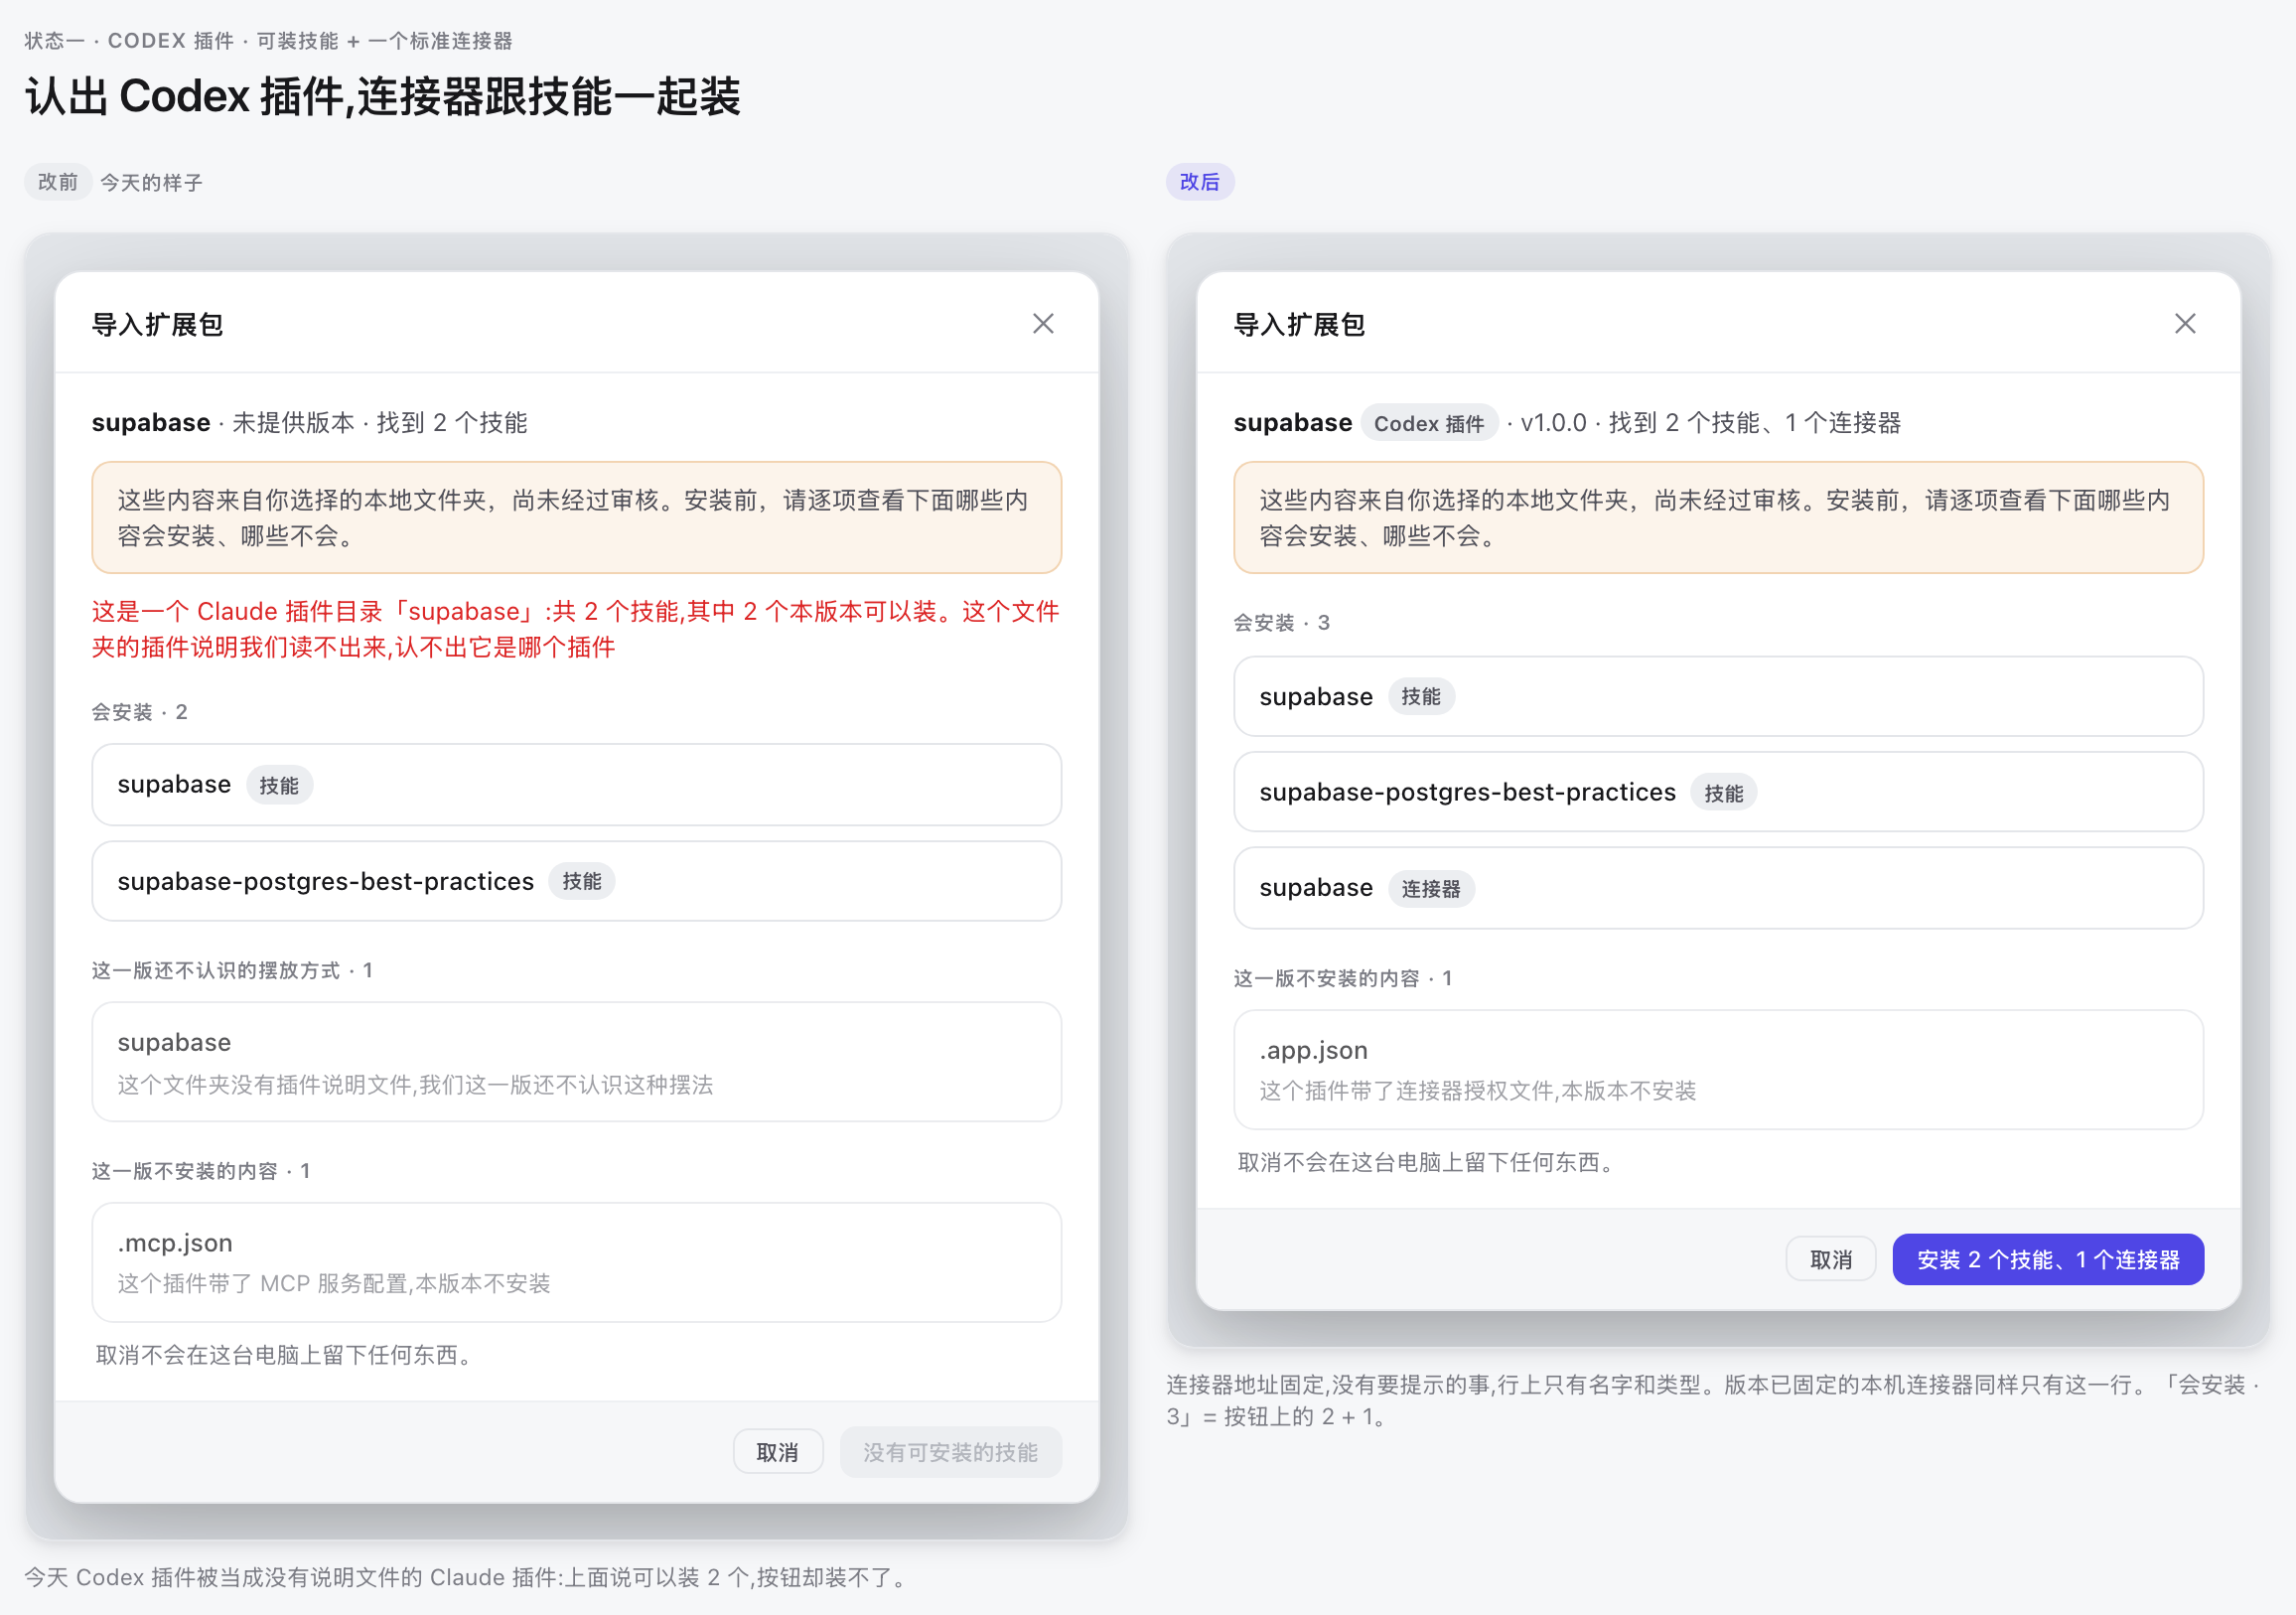 状态一 · CODEX 插件 · 可装技能 + 一个标准连接器
认出 Codex 插件,连接器跟技能一起装
改前 今天的样子
导入扩展包
supabase · 未提供版本 · 找到 2 个技能
这些内容来自你选择的本地文件夹，尚未经过审核。安装前，请逐项查看下面哪些内
容会安装、哪些不会。
这是一个 Claude 插件目录「supabase」:共 2 个技能,其中 2 个本版本可以装。这个文件
夹的插件说明我们读不出来,认不出它是哪个插件
会安装 · 2
supabase 技能
supabase-postgres-best-practices 技能
这一版还不认识的摆放方式 · 1
supabase
这个文件夹没有插件说明文件,我们这一版还不认识这种摆法
这一版不安装的内容 · 1
.mcp.json
这个插件带了 MCP 服务配置,本版本不安装
取消不会在这台电脑上留下任何东西。
取消 没有可安装的技能
今天 Codex 插件被当成没有说明文件的 Claude 插件:上面说可以装 2 个,按钮却装不了。
改后
导入扩展包
supabase Codex 插件 · v1.0.0 · 找到 2 个技能、1 个连接器
这些内容来自你选择的本地文件夹，尚未经过审核。安装前，请逐项查看下面哪些内
容会安装、哪些不会。
会安装 · 3
supabase 技能
supabase-postgres-best-practices 技能
supabase 连接器
这一版不安装的内容 · 1
.app.json
这个插件带了连接器授权文件,本版本不安装
取消不会在这台电脑上留下任何东西。
取消 安装 2 个技能、1 个连接器
连接器地址固定,没有要提示的事,行上只有名字和类型。版本已固定的本机连接器同样只有这一行。「会安装 ·
3」= 按钮上的 2 + 1。